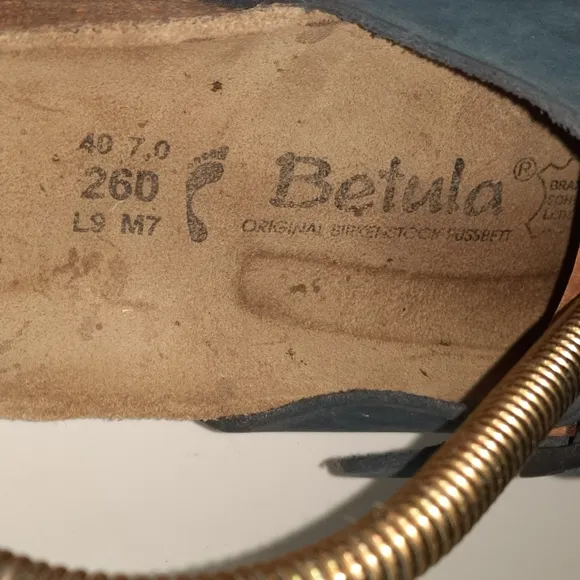 40 7,0
260
L9 M7
Betula®
ORIGINAL BIRKENSTOCK FUSSBETT